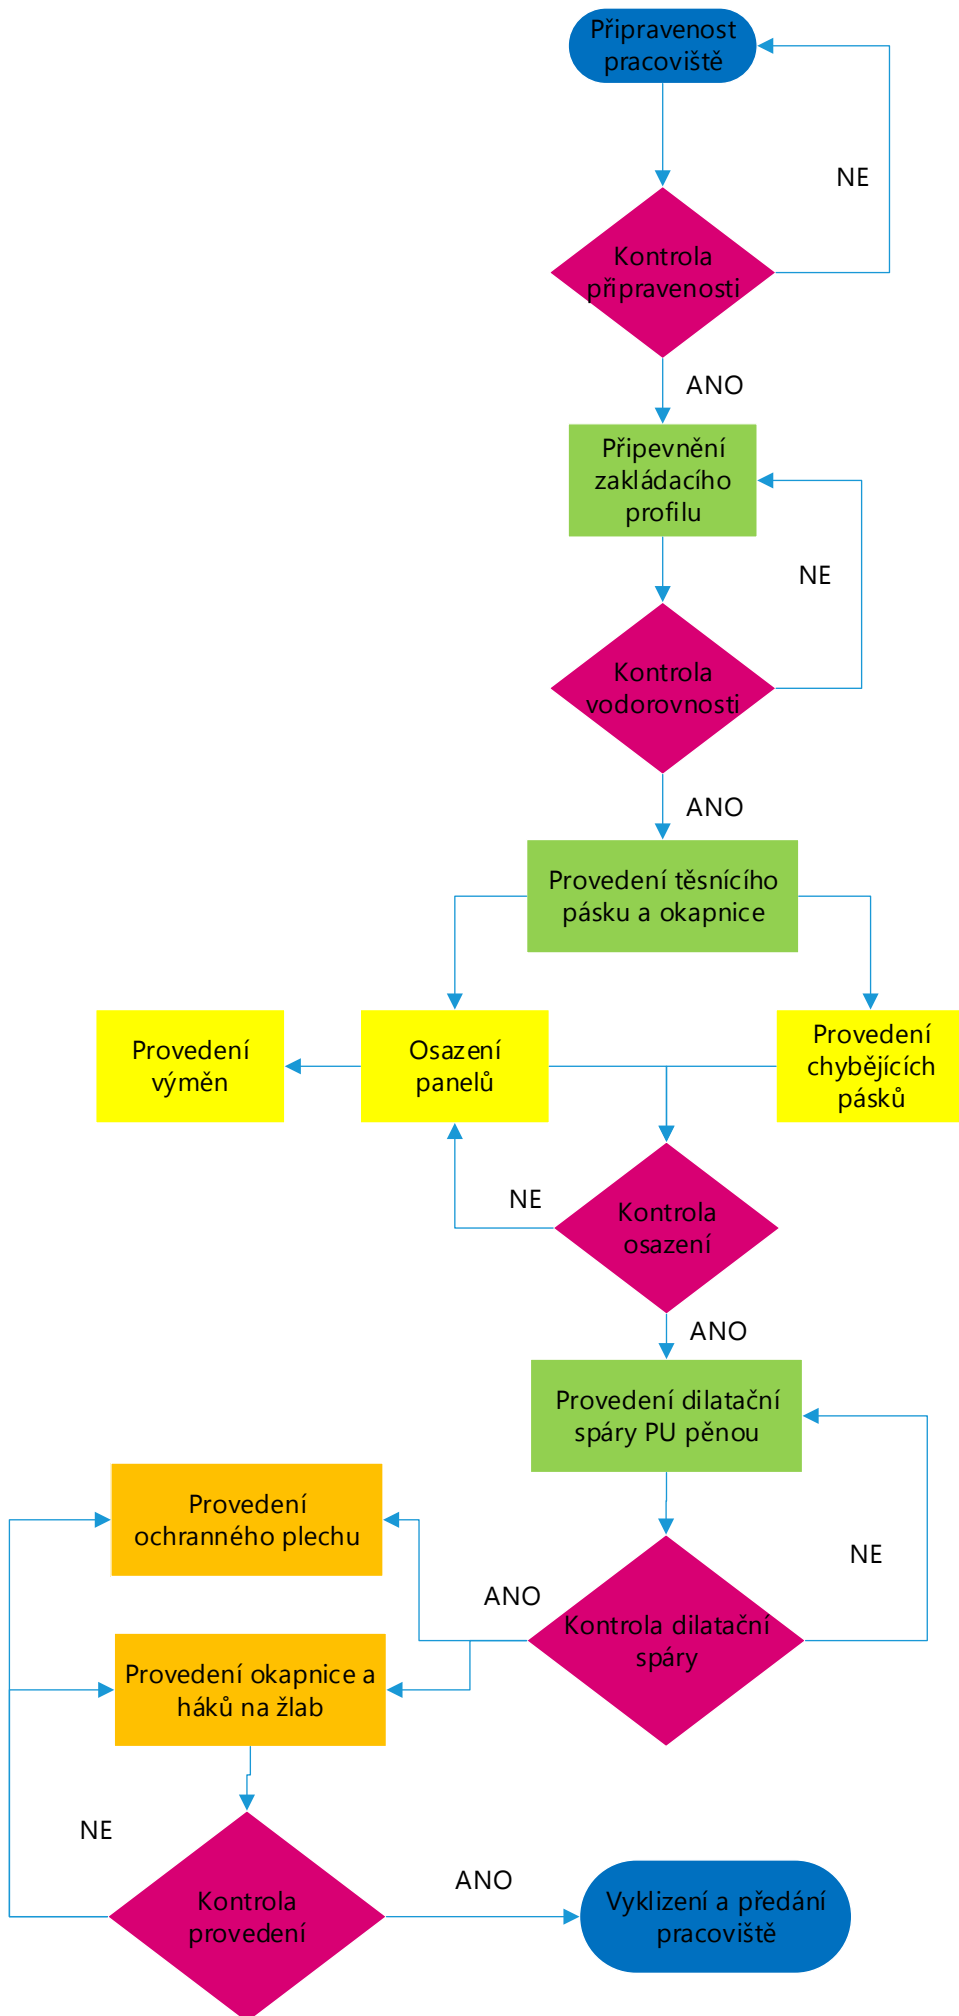 Připravenost
pracoviště
NE
Kontrola
připravenosti
ANO
Připevnění
zakládacího
profilu
NE
Kontrola
vodorovnosti
ANO
Provedení těsnícího
pásku a okapnice
Provedení
výměn
Osazení
panelů
Provedení
chybějících
pásků
NE
Kontrola
osazení
ANO
Provedení dilatační
spáry PU pěnou
Provedení
ochranného plechu
NE
ANO
Kontrola dilatační
spáry
Provedení okapnice a
háků na žlab
NE
Kontrola
provedení
ANO
Vyklizení a předání
pracoviště